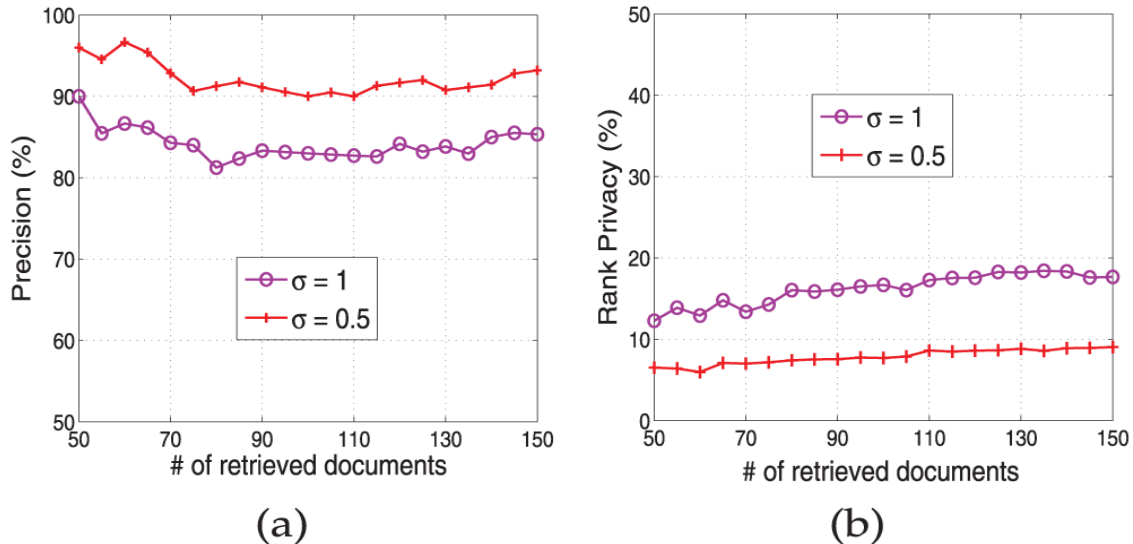 100
90
80
70
60
50
Precision (%)
σ = 1
σ = 0.5
50 70 90 110 130 150
# of retrieved documents
(a)
50
40
30
20
10
0
Rank Privacy (%)
σ = 1
σ = 0.5
50 70 90 110 130 150
# of retrieved documents
(b)